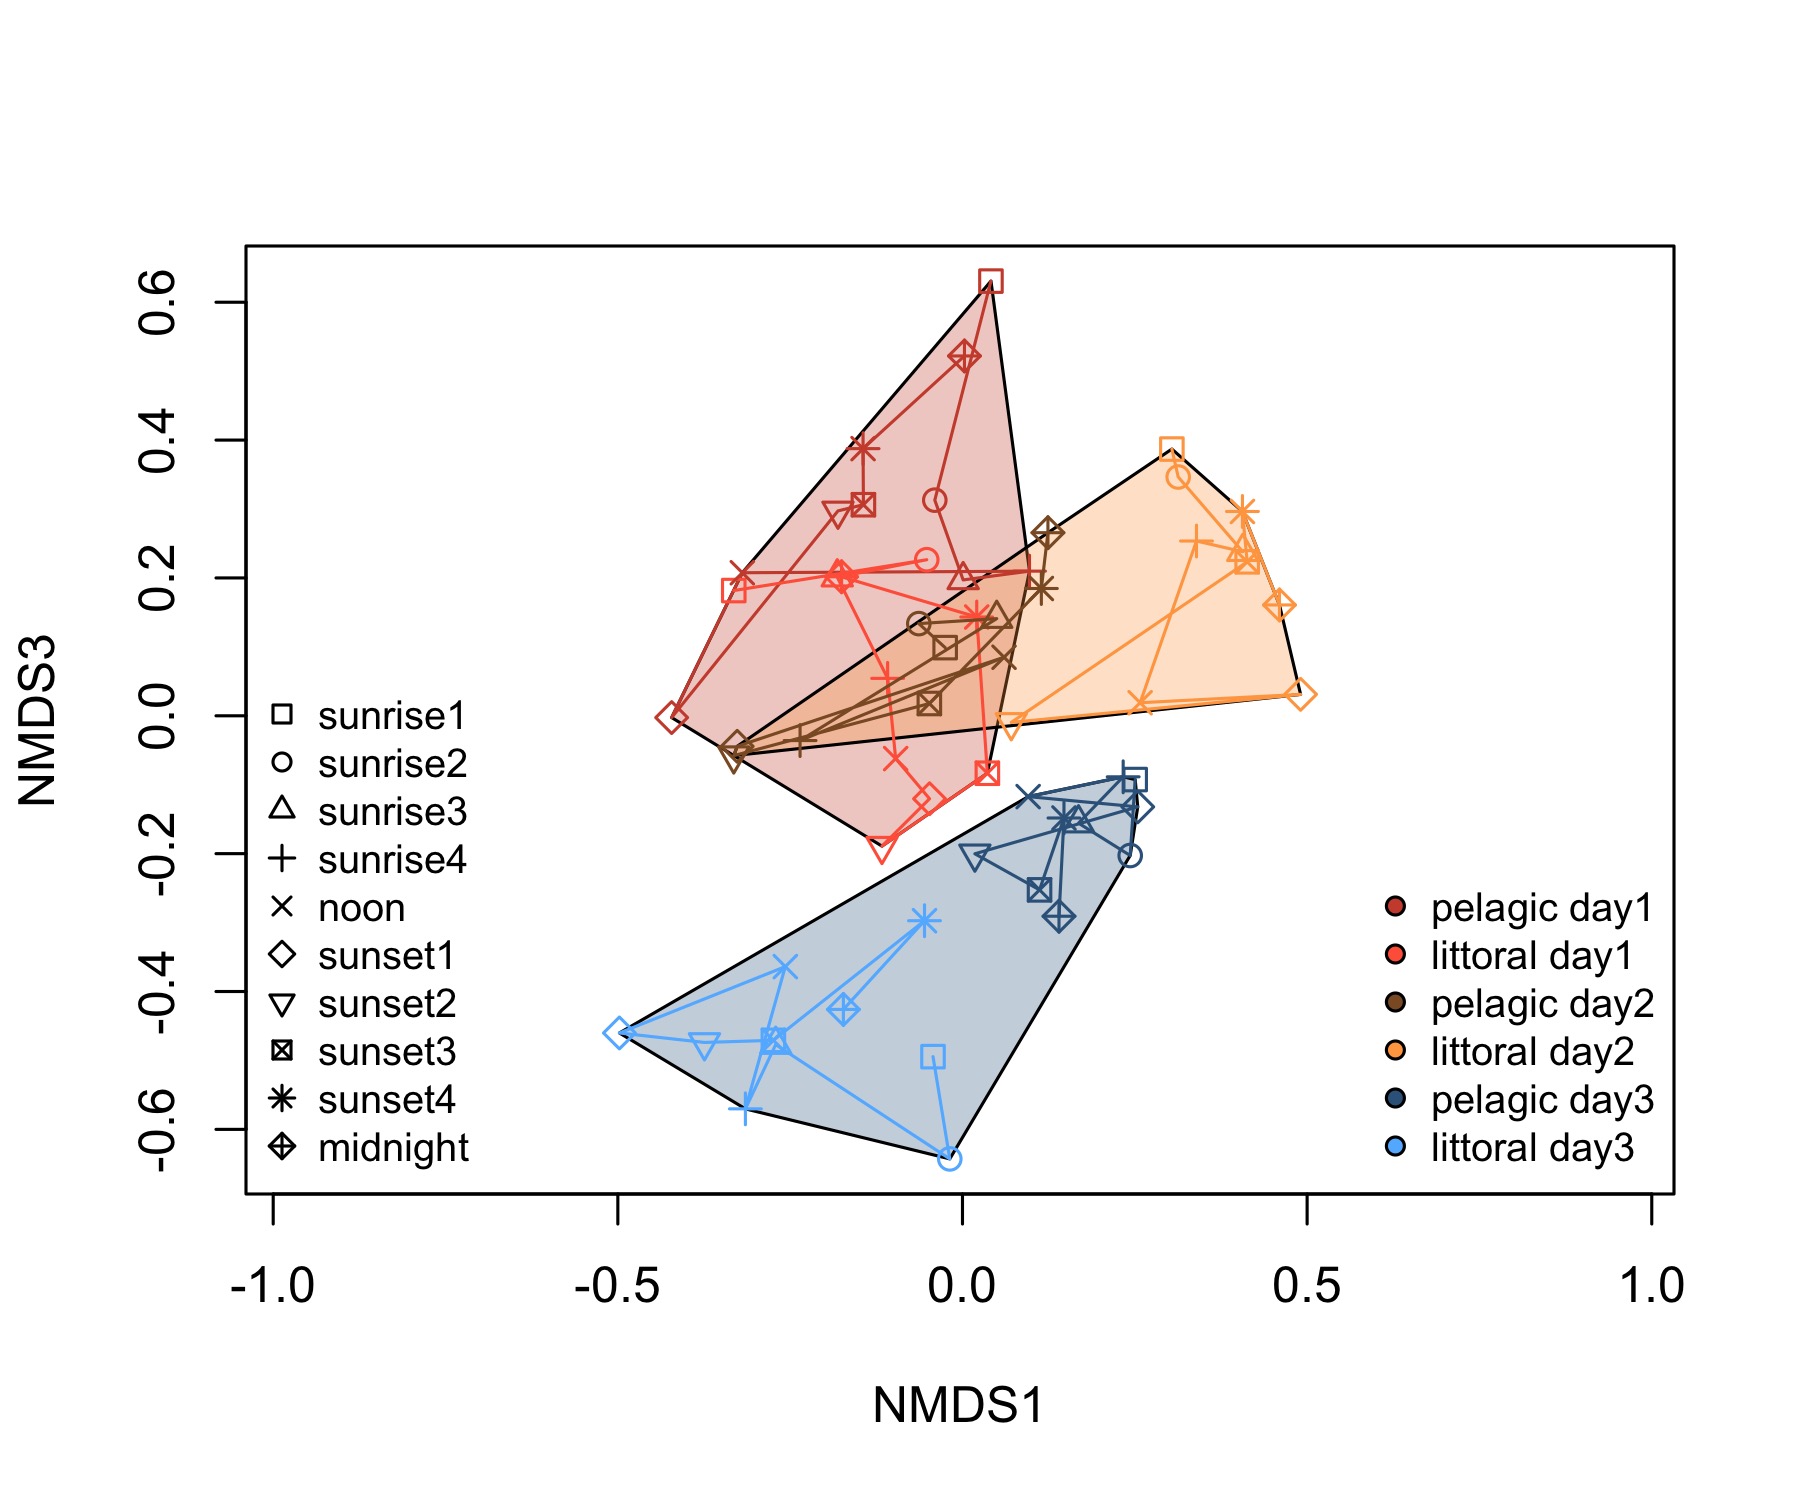 NMDS3
0.6
0.4
0.2
0.0
-0.2
-0.4
-0.6
sunrise1
sunrise2
sunrise3
sunrise4
noon
sunset1
sunset2
sunset3
sunset4
midnight
pelagic day1
littoral day1
pelagic day2
littoral day2
pelagic day3
littoral day3
-1.0 -0.5 0.0 0.5 1.0
NMDS1